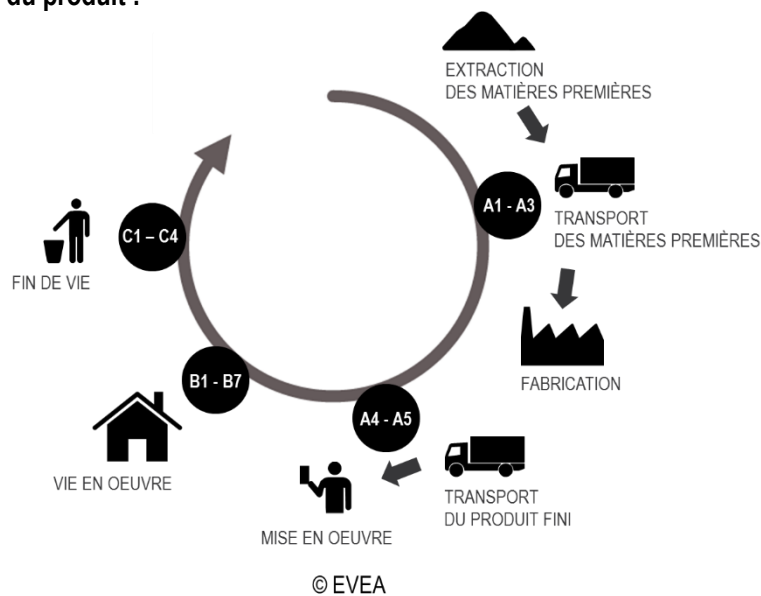 du produit :
EXTRACTION
DES MATIÈRES PREMIÈRES
A1 - A3
TRANSPORT
DES MATIÈRES PREMIÈRES
FABRICATION
A4 - A5
TRANSPORT
DU PRODUIT FINI
MISE EN OEUVRE
B1 - B7
VIE EN OEUVRE
C1 – C4
FIN DE VIE
© EVEA